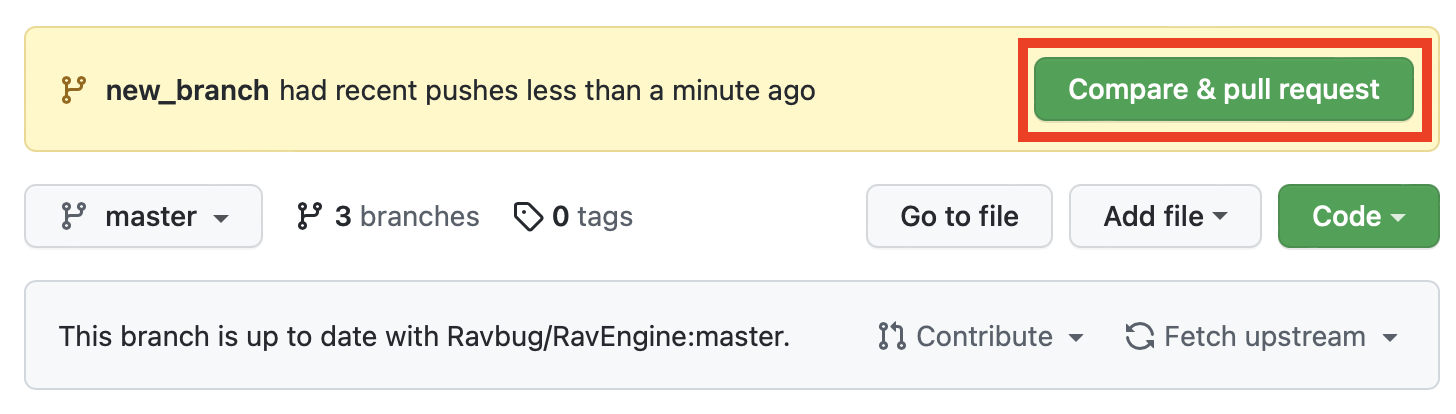 new_branch had recent pushes less than a minute ago
Compare & pull request
master
3 branches
0 tags
Go to file
Add file
Code
This branch is up to date with Ravbug/RavEngine:master.
Contribute
Fetch upstream